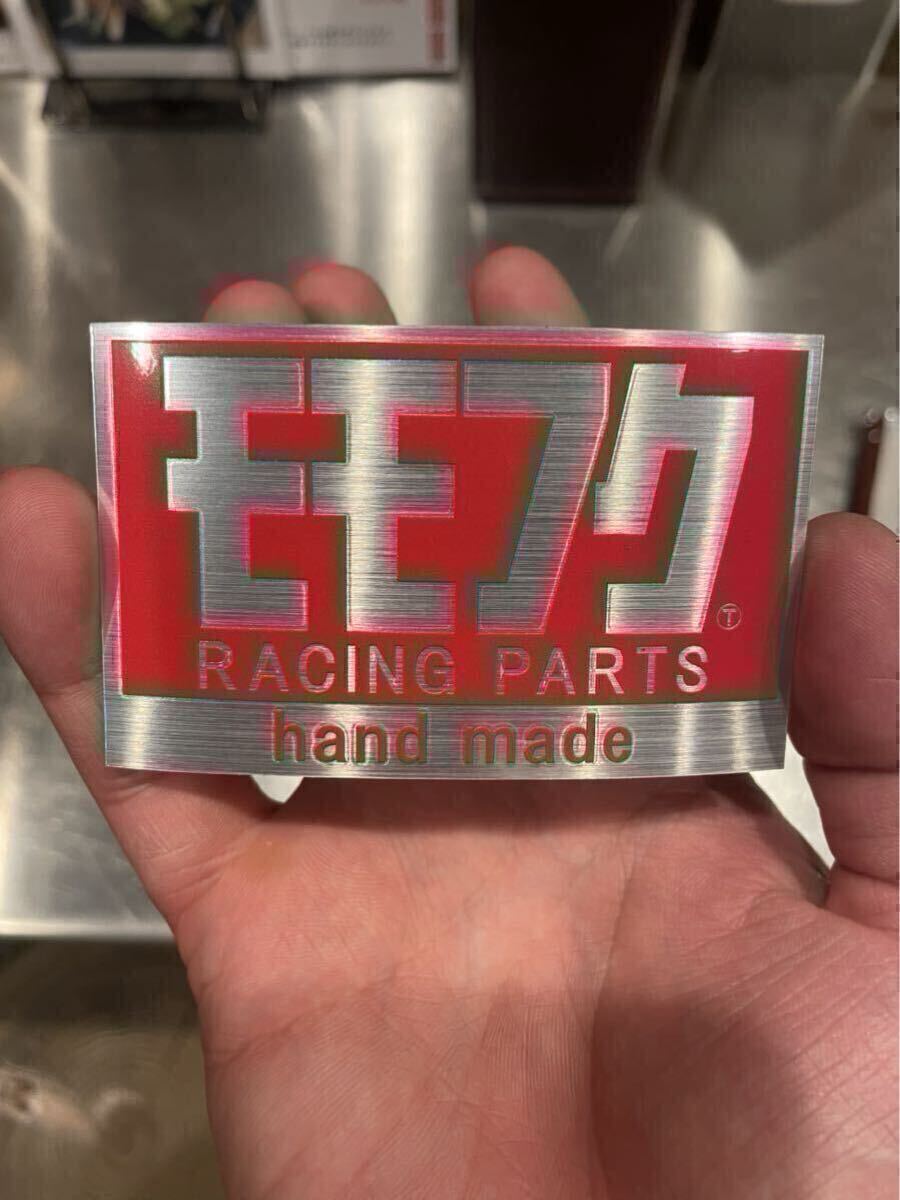 モモフク
Ⓣ
RACING PARTS
hand made